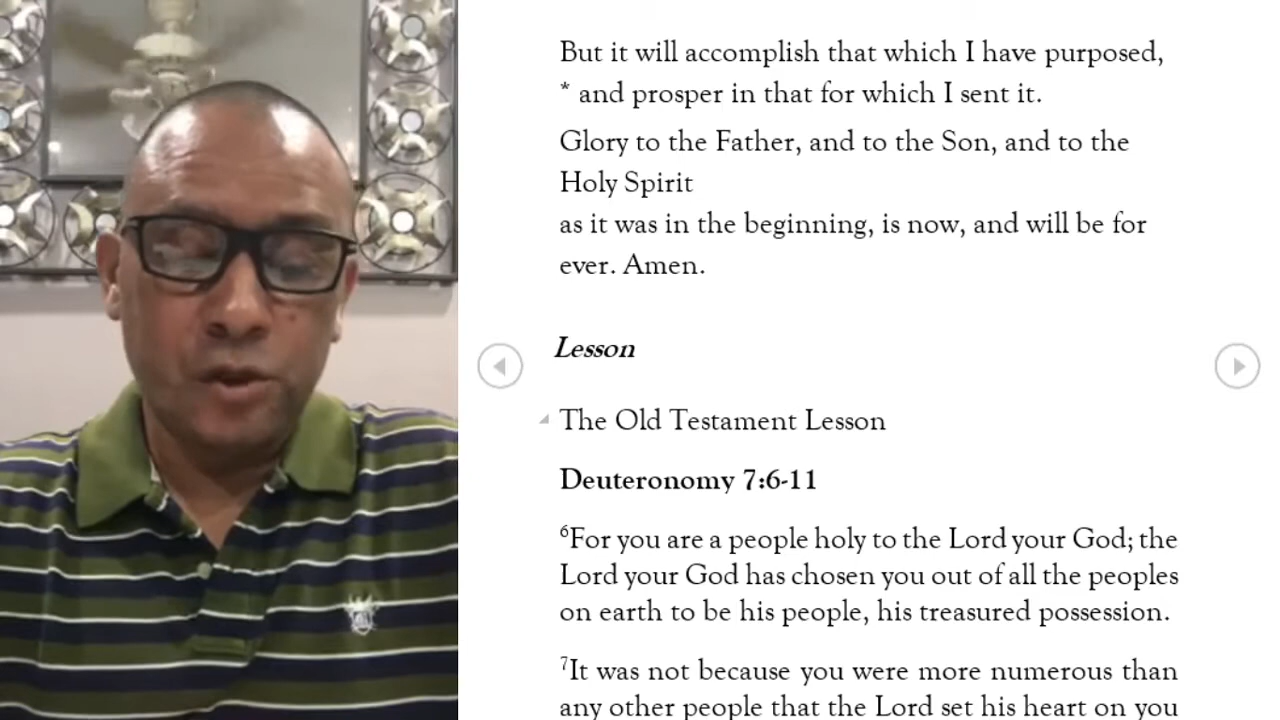 But it will accomplish that which I have purposed,
* and prosper in that for which I sent it.
Glory to the Father, and to the Son, and to the
Holy Spirit
as it was in the beginning, is now, and will be for
ever. Amen.
Lesson
The Old Testament Lesson
Deuteronomy 7:6-11
⁶For you are a people holy to the Lord your God; the
Lord your God has chosen you out of all the peoples
on earth to be his people, his treasured possession.
⁷It was not because you were more numerous than
any other people that the Lord set his heart on you